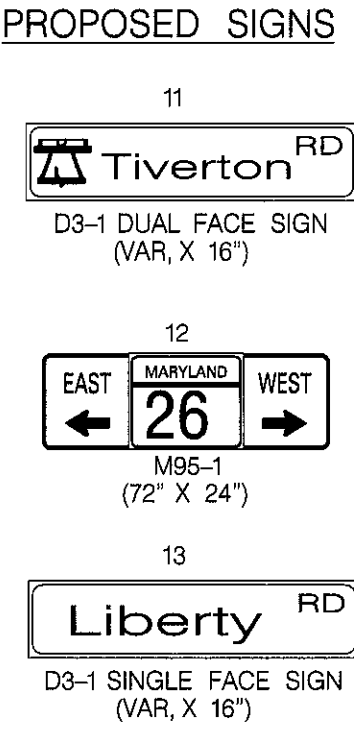 PROPOSED SIGNS
11
Tiverton RD
D3-1 DUAL FACE SIGN
(VAR, X 16")
12
EAST MARYLAND WEST
26
M95-1
(72" X 24")
13
Liberty RD
D3-1 SINGLE FACE SIGN
(VAR, X 16")